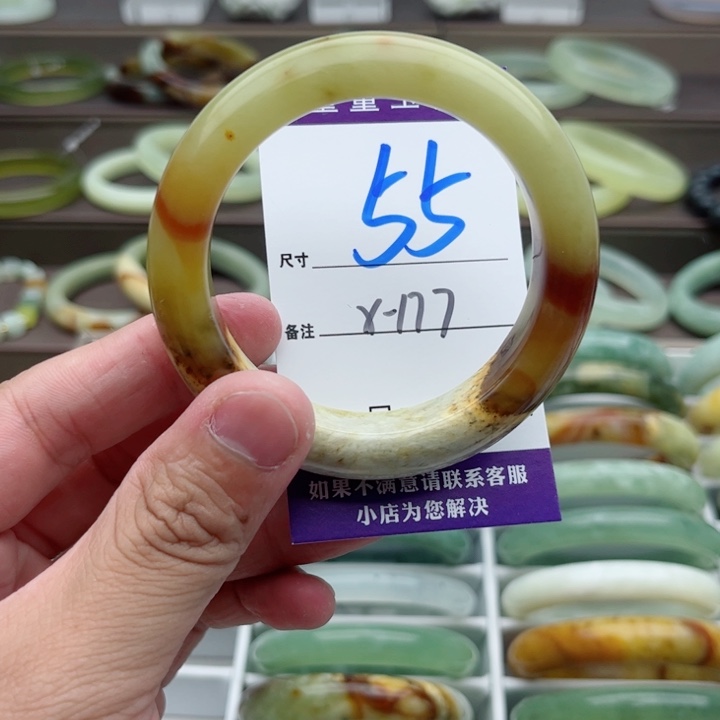 55
尺寸
备注 γ-177
如果不满意请联系客服
小店为您解决